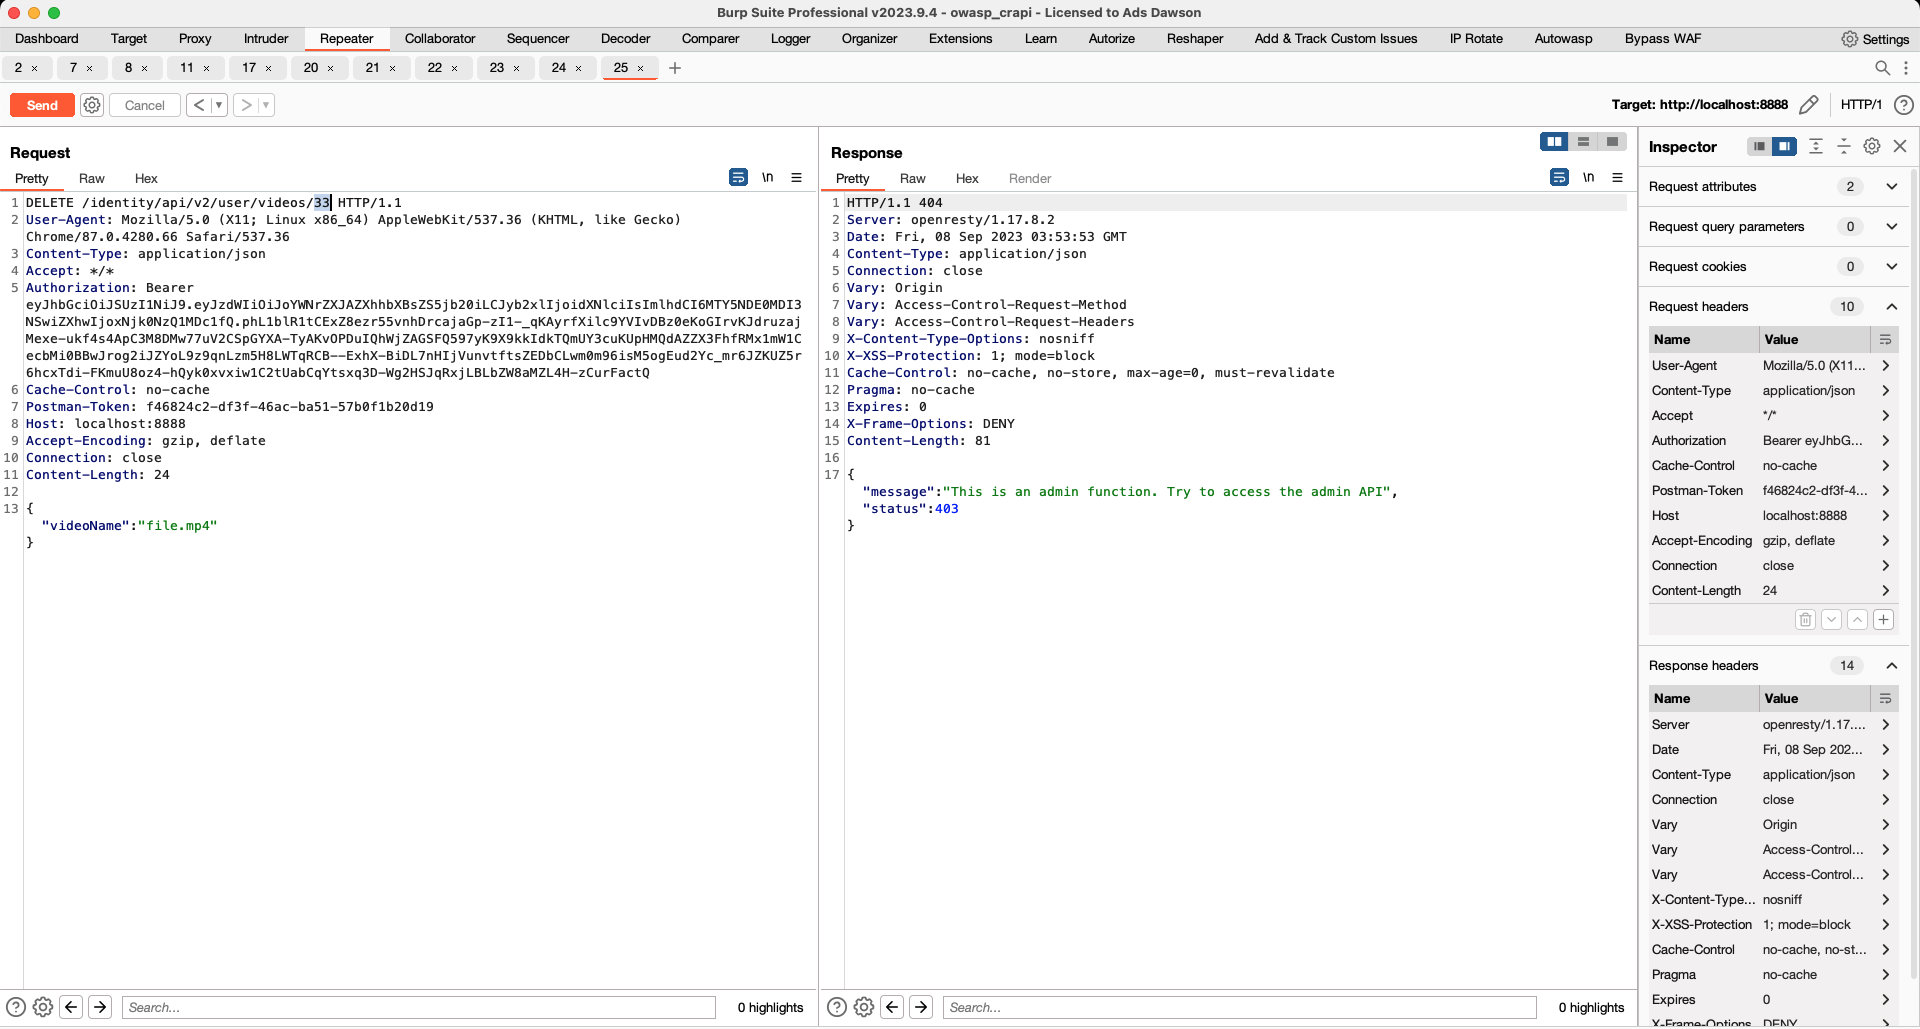 Burp Suite Professional v2023.9.4 - owasp_crapi - Licensed to Ads Dawson
Dashboard Target Proxy Intruder Repeater Collaborator Sequencer Decoder Comparer Logger Organizer Extensions Learn Autorize Reshaper Add & Track Custom Issues IP Rotate Autowasp Bypass WAF Settings
2 × 7 × 8 × 11 × 17 × 20 × 21 × 22 × 23 × 24 × 25 × +
Send Cancel < > Target: http://localhost:8888 HTTP/1 ?
Request
Pretty Raw Hex \n
1 DELETE /identity/api/v2/user/videos/33 HTTP/1.1
2 User-Agent: Mozilla/5.0 (X11; Linux x86_64) AppleWebKit/537.36 (KHTML, like Gecko)
Chrome/87.0.4280.66 Safari/537.36
3 Content-Type: application/json
4 Accept: */*
5 Authorization: Bearer
eyJhbGciOiJSUzI1NiJ9.eyJzdWIiOiJoYWNrZXJAZXhhbXBsZS5jb20iLCJyb2xlIjoidXNlciIsImlhdCI6MTY5NDE0MDI3
NSwiZXhwIjoxNjk0NzQ1MDc1fQ.phL1blR1tCExZ8ezr55vnhDrcajaGp-zI1-_qKAyrfXilc9YVIvDBz0eKoGIrvKJdruzaj
Mexe-ukf4s4ApC3M8DMw77uV2CSpGYXA-TyAKvOPDuIQhWjZAGSFQ597yK9X9kkIdkTQmUY3cuKUpHMQdAZZX3FhfRMx1mW1C
ecbMi0BBwJrog2iJZYoL9z9qnLzm5H8LWTqRCB--ExhX-BiDL7nHIjVunvtftsZEDbCLwm0m96isM5ogEud2Yc_mr6JZKUZ5r
6hcxTdi-FKmuU8oz4-hQyk0xvxiw1C2tUabCqYtsxq3D-Wg2HSJqRxjLBLbZW8aMZL4H-zCurFactQ
6 Cache-Control: no-cache
7 Postman-Token: f46824c2-df3f-46ac-ba51-57b0f1b20d19
8 Host: localhost:8888
9 Accept-Encoding: gzip, deflate
10 Connection: close
11 Content-Length: 24
12
13 {
"videoName":"file.mp4"
}
? Search... 0 highlights
Response
Pretty Raw Hex Render \n
1 HTTP/1.1 404
2 Server: openresty/1.17.8.2
3 Date: Fri, 08 Sep 2023 03:53:53 GMT
4 Content-Type: application/json
5 Connection: close
6 Vary: Origin
7 Vary: Access-Control-Request-Method
8 Vary: Access-Control-Request-Headers
9 X-Content-Type-Options: nosniff
10 X-XSS-Protection: 1; mode=block
11 Cache-Control: no-cache, no-store, max-age=0, must-revalidate
12 Pragma: no-cache
13 Expires: 0
14 X-Frame-Options: DENY
15 Content-Length: 81
16
17 {
"message":"This is an admin function. Try to access the admin API",
"status":403
}
? Search... 0 highlights
Inspector
Request attributes 2
Request query parameters 0
Request cookies 0
Request headers 10
Name Value
User-Agent Mozilla/5.0 (X11...
Content-Type application/json
Accept */*
Authorization Bearer eyJhbG...
Cache-Control no-cache
Postman-Token f46824c2-df3f-4...
Host localhost:8888
Accept-Encoding gzip, deflate
Connection close
Content-Length 24
Response headers 14
Name Value
Server openresty/1.17....
Date Fri, 08 Sep 202...
Content-Type application/json
Connection close
Vary Origin
Vary Access-Control...
Vary Access-Control...
X-Content-Type... nosniff
X-XSS-Protection 1; mode=block
Cache-Control no-cache, no-st...
Pragma no-cache
Expires 0
X-Frame-Options DENY